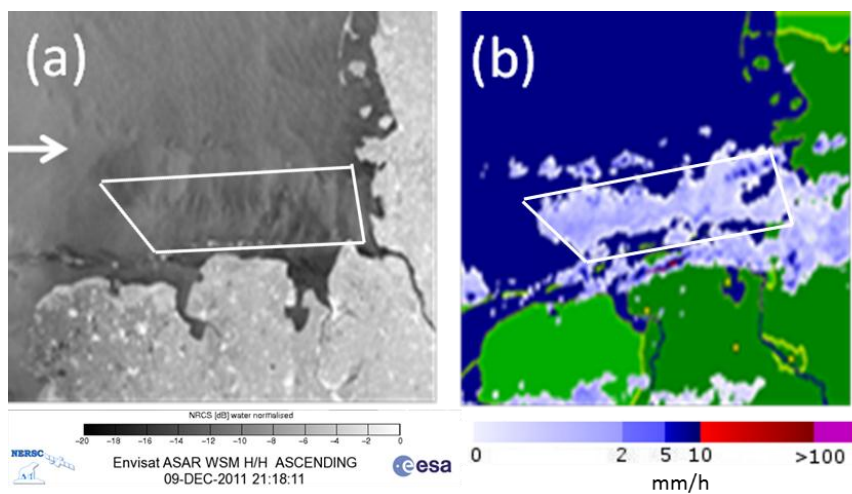 (a)
(b)
NRCS [dB] water normalised
−20 −18 −16 −14 −12 −10 −8 −6 −4 −2 0
NERSC
Envisat ASAR WSM H/H ASCENDING
09-DEC-2011 21:18:11
esa
0 2 5 10 >100
mm/h